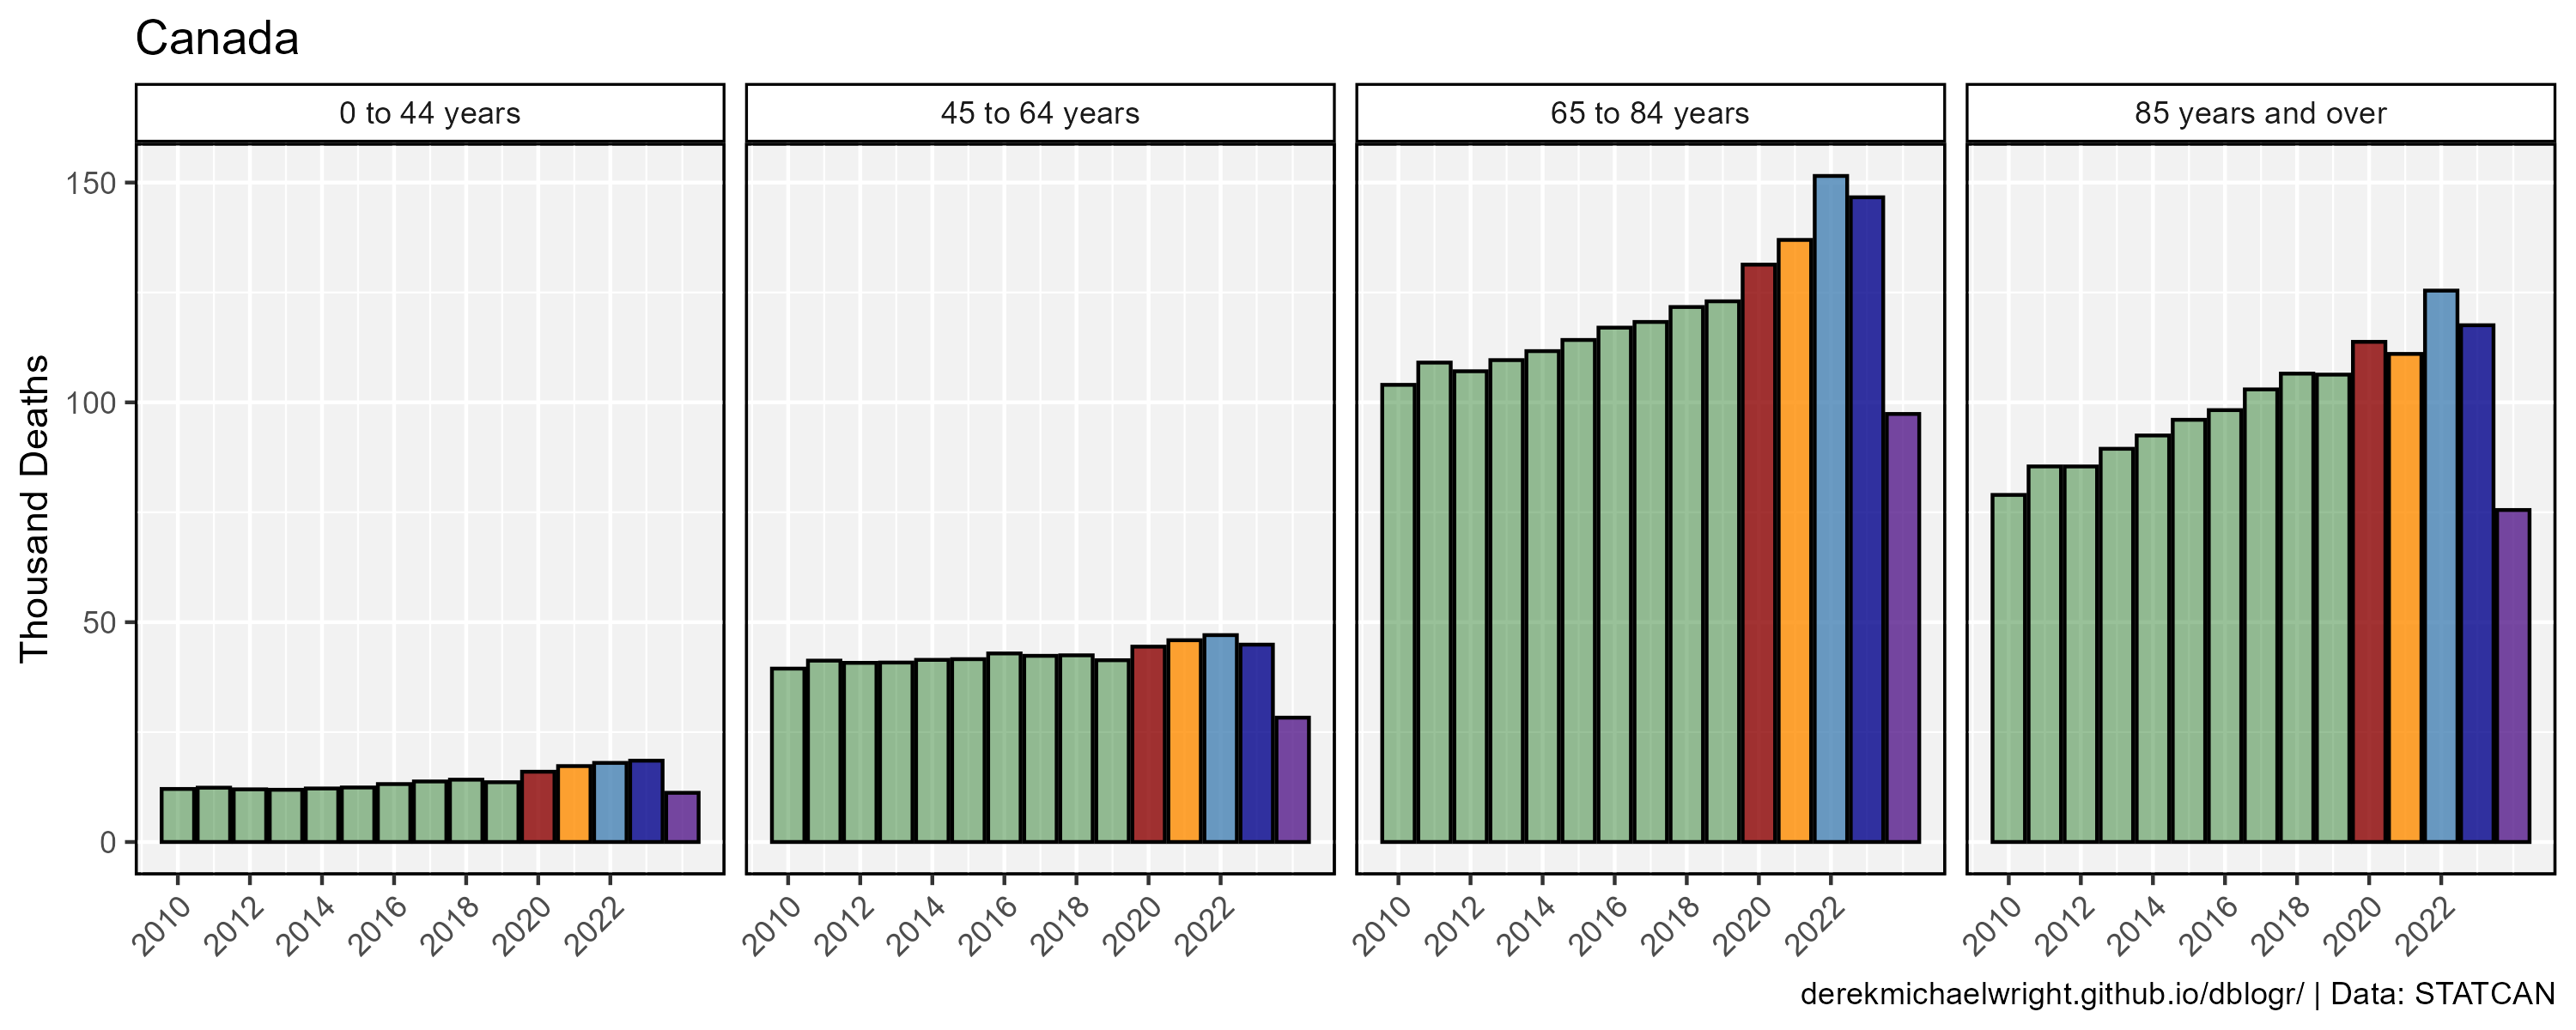 Canada
0 to 44 years
45 to 64 years
65 to 84 years
85 years and over
Thousand Deaths
150
100
50
0
2010 2012 2014 2016 2018 2020 2022
2010 2012 2014 2016 2018 2020 2022
2010 2012 2014 2016 2018 2020 2022
2010 2012 2014 2016 2018 2020 2022
derekmichaelwright.github.io/dblogr/ | Data: STATCAN